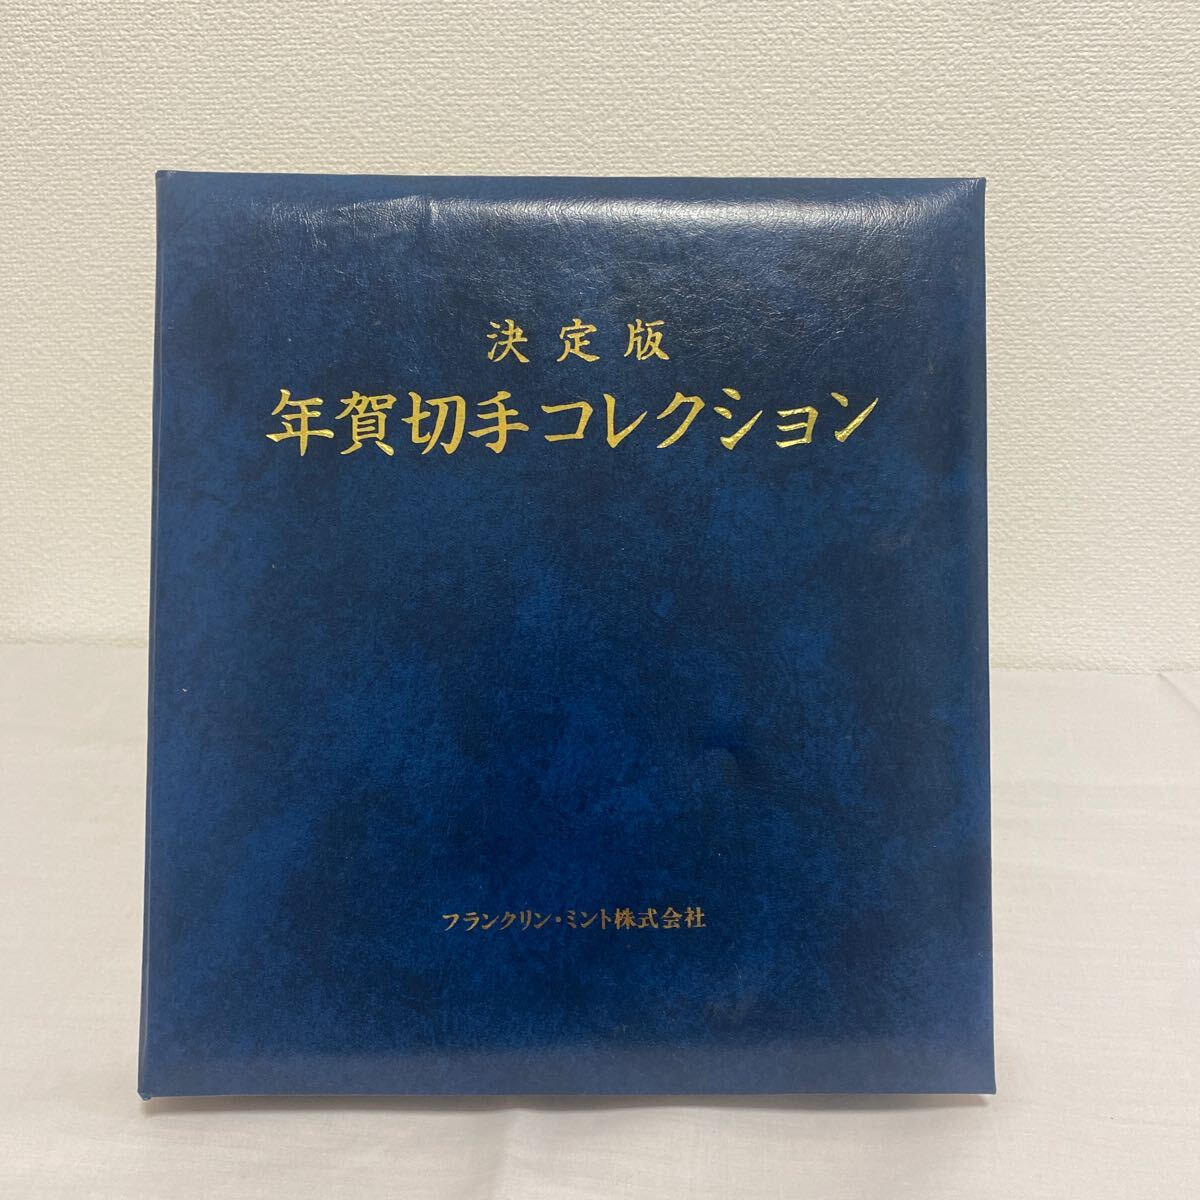 決定版
年賀切手コレクション
フランクリン・ミント株式会社